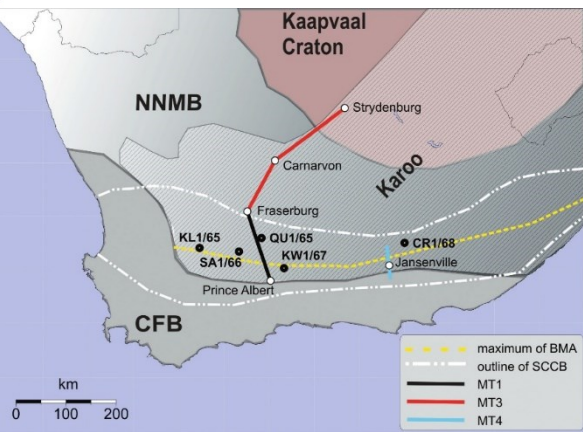 Kaapvaal
Craton
NNMB
Strydenburg
Carnarvon
Karoo
Fraserburg
KL1/65
QU1/65
CR1/68
SA1/66
KW1/67
Jansenville
Prince Albert
CFB
maximum of BMA
outline of SCCB
MT1
MT3
MT4
km
0 100 200